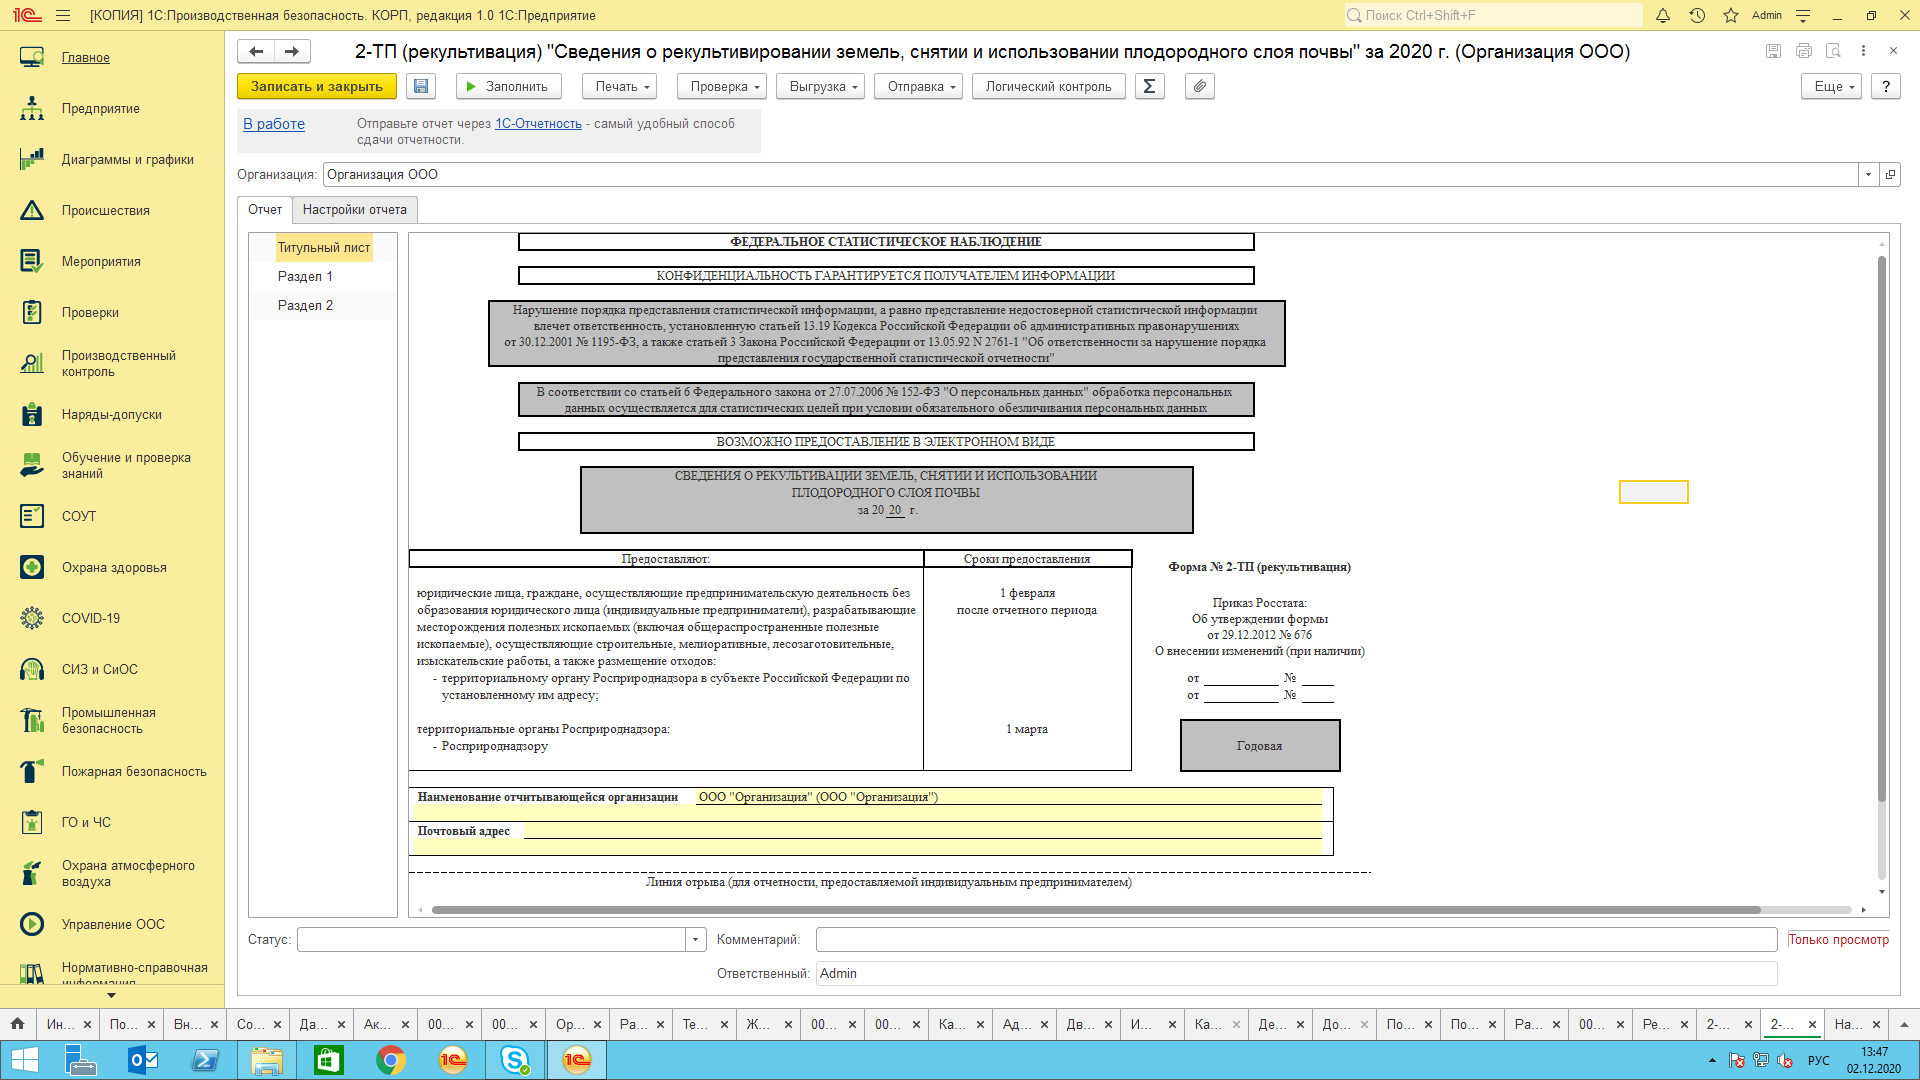 [КОПИЯ] 1С:Производственная безопасность. КОРП, редакция 1.0 1С:Предприятие
Поиск Ctrl+Shift+F
Admin
Главное
Предприятие
Диаграммы и графики
Происшествия
Мероприятия
Проверки
Производственный
контроль
Наряды-допуски
Обучение и проверка
знаний
СОУТ
Охрана здоровья
COVID-19
СИЗ и СиОС
Промышленная
безопасность
Пожарная безопасность
ГО и ЧС
Охрана атмосферного
воздуха
Управление ООС
Нормативно-справочная
информация
2-ТП (рекультивация) "Сведения о рекультивировании земель, снятии и использовании плодородного слоя почвы" за 2020 г. (Организация ООО)
Записать и закрыть
Заполнить
Печать
Проверка
Выгрузка
Отправка
Логический контроль
Σ
Еще
?
В работе
Отправьте отчет через 1С-Отчетность - самый удобный способ
сдачи отчетности.
Организация: Организация ООО
Отчет
Настройки отчета
Титульный лист
Раздел 1
Раздел 2
ФЕДЕРАЛЬНОЕ СТАТИСТИЧЕСКОЕ НАБЛЮДЕНИЕ
КОНФИДЕНЦИАЛЬНОСТЬ ГАРАНТИРУЕТСЯ ПОЛУЧАТЕЛЕМ ИНФОРМАЦИИ
Нарушение порядка представления статистической информации, а равно представление недостоверной статистической информации
влечет ответственность, установленную статьей 13.19 Кодекса Российской Федерации об административных правонарушениях
от 30.12.2001 № 1195-ФЗ, а также статьей 3 Закона Российской Федерации от 13.05.92 N 2761-1 "Об ответственности за нарушение порядка
представления государственной статистической отчетности"
В соответствии со статьей 6 Федерального закона от 27.07.2006 № 152-ФЗ "О персональных данных" обработка персональных
данных осуществляется для статистических целей при условии обязательного обезличивания персональных данных
ВОЗМОЖНО ПРЕДОСТАВЛЕНИЕ В ЭЛЕКТРОННОМ ВИДЕ
СВЕДЕНИЯ О РЕКУЛЬТИВАЦИИ ЗЕМЕЛЬ, СНЯТИИ И ИСПОЛЬЗОВАНИИ
ПЛОДОРОДНОГО СЛОЯ ПОЧВЫ
за 20 20 г.
Предоставляют:
Сроки предоставления
юридические лица, граждане, осуществляющие предпринимательскую деятельность без
образования юридического лица (индивидуальные предприниматели), разрабатывающие
месторождения полезных ископаемых (включая общераспространенные полезные
ископаемые), осуществляющие строительные, мелиоративные, лесозаготовительные,
изыскательские работы, а также размещение отходов:
- территориальному органу Росприроднадзора в субъекте Российской Федерации по
установленному им адресу;
1 февраля
после отчетного периода
территориальные органы Росприроднадзора:
- Росприроднадзору
1 марта
Форма № 2-ТП (рекультивация)
Приказ Росстата:
Об утверждении формы
от 29.12.2012 № 676
О внесении изменений (при наличии)
от № 
от № 
Годовая
Наименование отчитывающейся организации ООО "Организация" (ООО "Организация")
Почтовый адрес
Линия отрыва (для отчетности, предоставляемой индивидуальным предпринимателем)
Статус:
Комментарий:
Только просмотр
Ответственный: Admin
Ин... По... Вн... Со... Да... Ак... 00... 00... Ор... Ра... Те... Ж... 00... 00... Ка... Ад... Дв... И... Ка... Де... До... По... По... Ра... 00... Ре... 2-... 2-... На...
РУС
13:47
02.12.2020